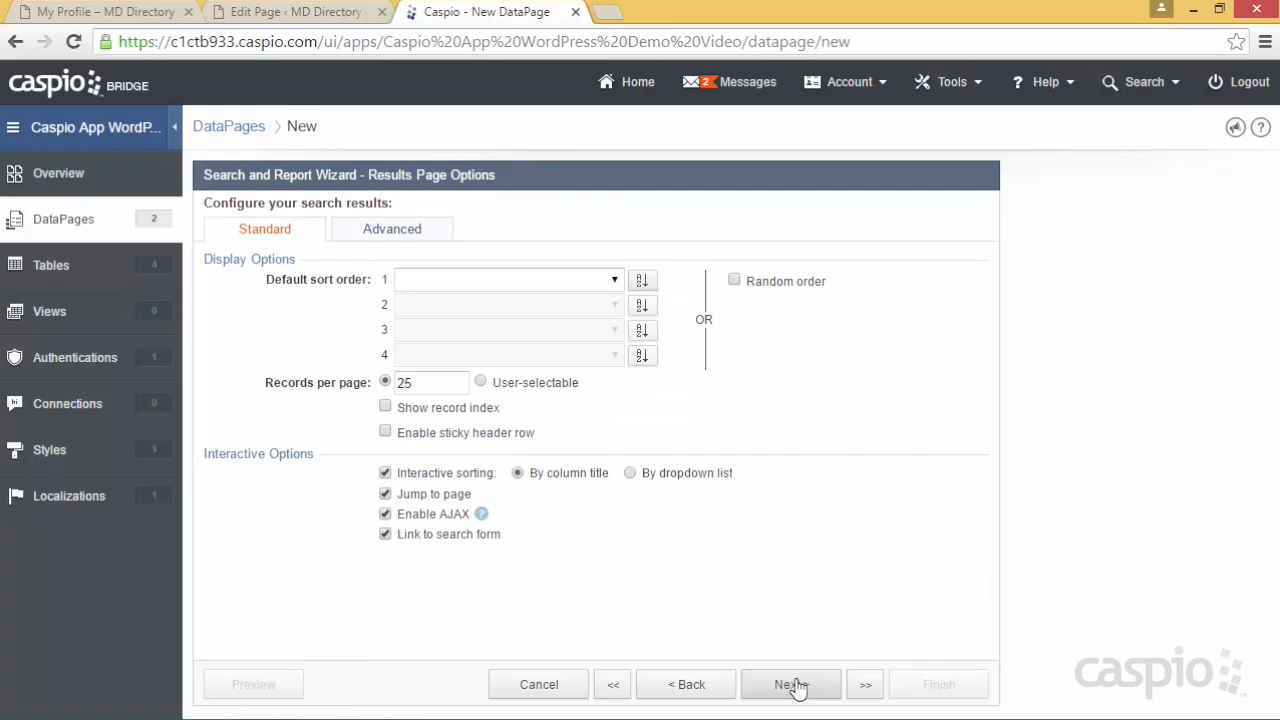 My Profile – MD Directory
Edit Page ‹ MD Directory
Caspio - New DataPage
https://c1ctb933.caspio.com/ui/apps/Caspio%20App%20WordPress%20Demo%20Video/datapage/new
caspio BRIDGE
Home
2 Messages
Account
Tools
? Help
Search
Logout
Caspio App WordP...
DataPages
New
?
Overview
DataPages 2
Tables 4
Views 0
Authentications 1
hi Connections 0
Styles 1
Localizations 1
Search and Report Wizard - Results Page Options
Configure your search results:
Standard
Advanced
Display Options
Default sort order: 1
2
3
4
OR
Random order
Records per page: 25 User-selectable
Show record index
Enable sticky header row
Interactive Options
Interactive sorting: By column title By dropdown list
Jump to page
Enable AJAX ?
Link to search form
Preview
Cancel
<<
< Back
>>
Finish
caspio